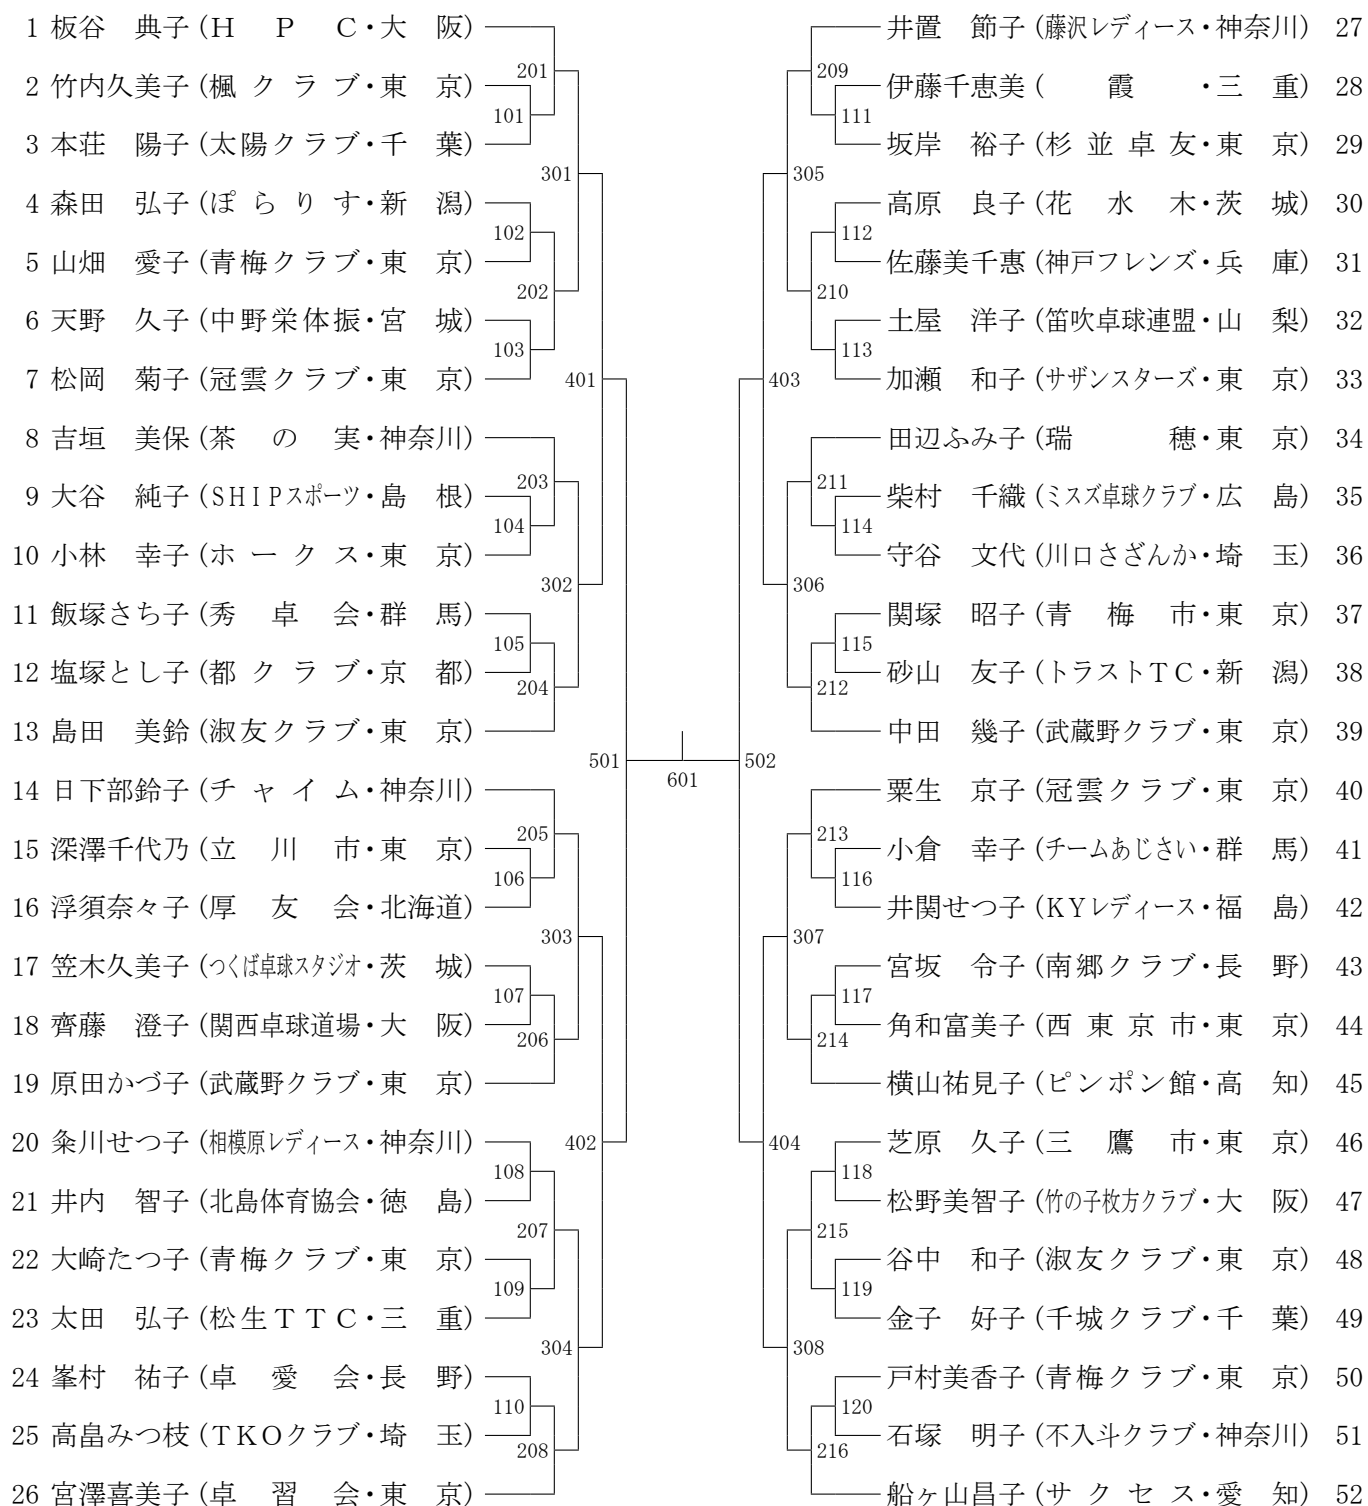 1 板谷　典子 (H　P　C・大　阪)
2 竹内久美子 (楓クラブ・東　京)
3 本荘　陽子 (太陽クラブ・千　葉)
4 森田　弘子 (ぽらりす・新　潟)
5 山畑　愛子 (青梅クラブ・東　京)
6 天野　久子 (中野栄体振・宮　城)
7 松岡　菊子 (冠雲クラブ・東　京)
8 吉垣　美保 (茶の実・神奈川)
9 大谷　純子 (SHIPスポーツ・島　根)
10 小林　幸子 (ホークス・東　京)
11 飯塚さち子 (秀卓会・群　馬)
12 塩塚とし子 (都クラブ・京　都)
13 島田　美鈴 (淑友クラブ・東　京)
14 日下部鈴子 (チャイム・神奈川)
15 深澤千代乃 (立川市・東　京)
16 浮須奈々子 (厚友会・北海道)
17 笠木久美子 (つくば卓球スタジオ・茨　城)
18 齊藤　澄子 (関西卓球道場・大　阪)
19 原田かづ子 (武蔵野クラブ・東　京)
20 粂川せつ子 (相模原レディース・神奈川)
21 井内　智子 (北島体育協会・徳　島)
22 大崎たつ子 (青梅クラブ・東　京)
23 太田　弘子 (松生TTC・三　重)
24 峯村　祐子 (卓愛会・長　野)
25 高畠みつ枝 (TKOクラブ・埼　玉)
26 宮澤喜美子 (卓習会・東　京)
201
101
301
102
202
103
401
203
104
302
105
204
501
205
106
303
107
206
402
108
207
109
304
110
208
601
209
111
305
112
210
113
403
211
114
306
115
212
502
213
116
307
117
214
404
118
215
119
308
120
216
井置　節子 (藤沢レディース・神奈川) 27
伊藤千恵美 (霞・三　重) 28
坂岸　裕子 (杉並卓友・東　京) 29
高原　良子 (花水木・茨　城) 30
佐藤美千惠 (神戸フレンズ・兵　庫) 31
土屋　洋子 (笛吹卓球連盟・山　梨) 32
加瀬　和子 (サザンスターズ・東　京) 33
田辺ふみ子 (瑞穂・東　京) 34
柴村　千織 (ミスズ卓球クラブ・広　島) 35
守谷　文代 (川口さざんか・埼　玉) 36
関塚　昭子 (青梅市・東　京) 37
砂山　友子 (トラストTC・新　潟) 38
中田　幾子 (武蔵野クラブ・東　京) 39
粟生　京子 (冠雲クラブ・東　京) 40
小倉　幸子 (チームあじさい・群　馬) 41
井関せつ子 (KYレディース・福　島) 42
宮坂　令子 (南郷クラブ・長　野) 43
角和富美子 (西東京市・東　京) 44
横山祐見子 (ピンポン館・高　知) 45
芝原　久子 (三鷹市・東　京) 46
松野美智子 (竹の子枚方クラブ・大　阪) 47
谷中　和子 (淑友クラブ・東　京) 48
金子　好子 (千城クラブ・千　葉) 49
戸村美香子 (青梅クラブ・東　京) 50
石塚　明子 (不入斗クラブ・神奈川) 51
船ヶ山昌子 (サクセス・愛　知) 52